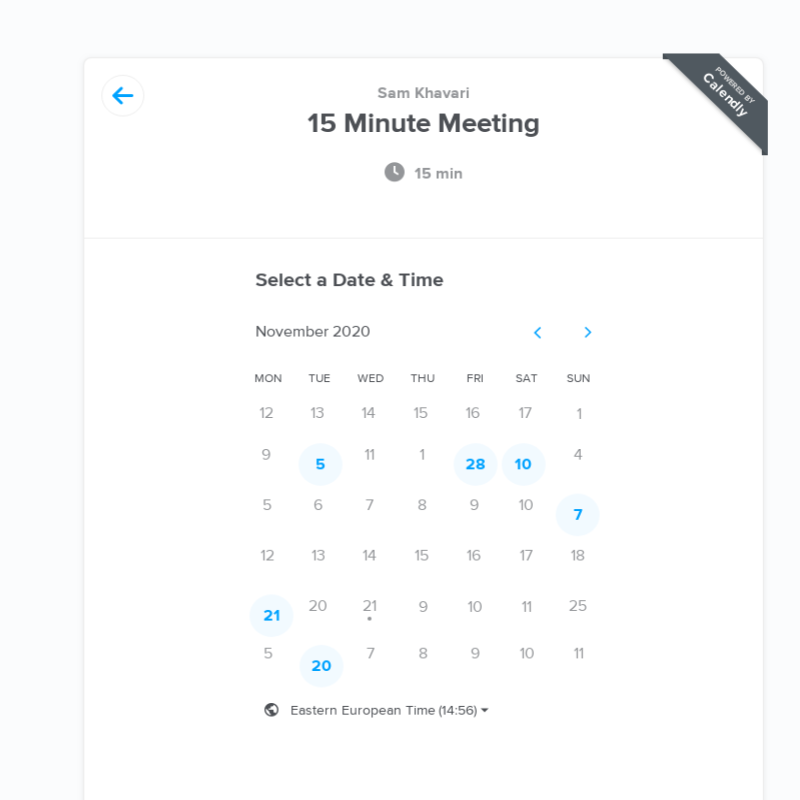 Sam Khavari
POWERED BY
Calendly
15 Minute Meeting
15 min
Select a Date & Time
November 2020
MON TUE WED THU FRI SAT SUN
12 13 14 15 16 17 1
9 5 11 1 28 10 4
5 6 7 8 9 10 7
12 13 14 15 16 17 18
21 20 21 9 10 11 25
5 20 7 8 9 10 11
Eastern European Time (14:56)